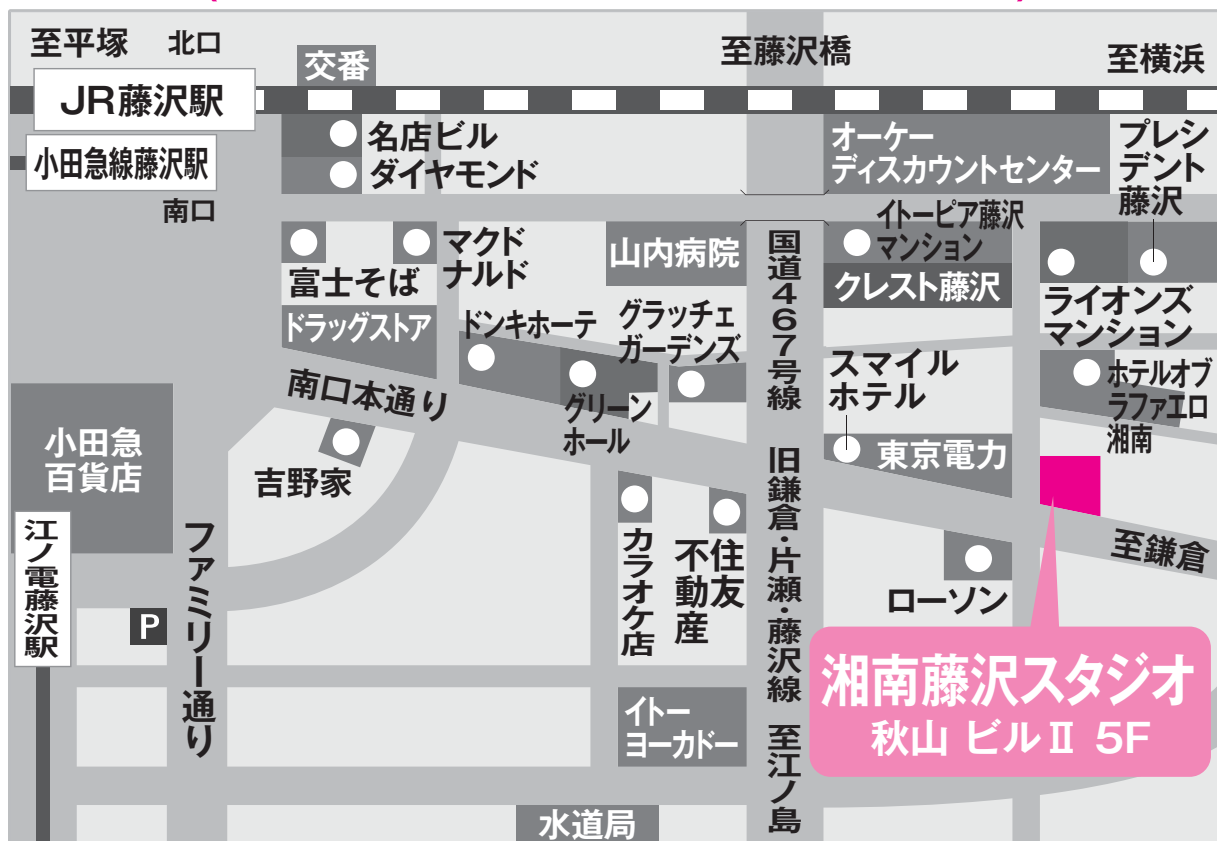 至平塚
北口
交番
至藤沢橋
至横浜
JR藤沢駅
小田急線藤沢駅
南口
名店ビル
ダイヤモンド
オーケー
ディスカウントセンター
プレシ
デント
藤沢
富士そば
マクド
ナルド
山内病院
イトーピア藤沢
マンション
クレスト藤沢
ライオンズ
マンション
ドラッグストア
ドンキホーテ
グラッチェ
ガーデンズ
国道467号線 旧鎌倉・片瀬・藤沢線 至江ノ島
スマイル
ホテル
ホテルオブ
ラファエロ
湘南
南口本通り
グリーン
ホール
小田急
百貨店
吉野家
東京電力
江ノ電藤沢駅
ファミリー通り
P
カラオケ店
住友
不動産
ローソン
至鎌倉
湘南藤沢スタジオ
秋山 ビルⅡ 5F
イトー
ヨーカドー
水道局